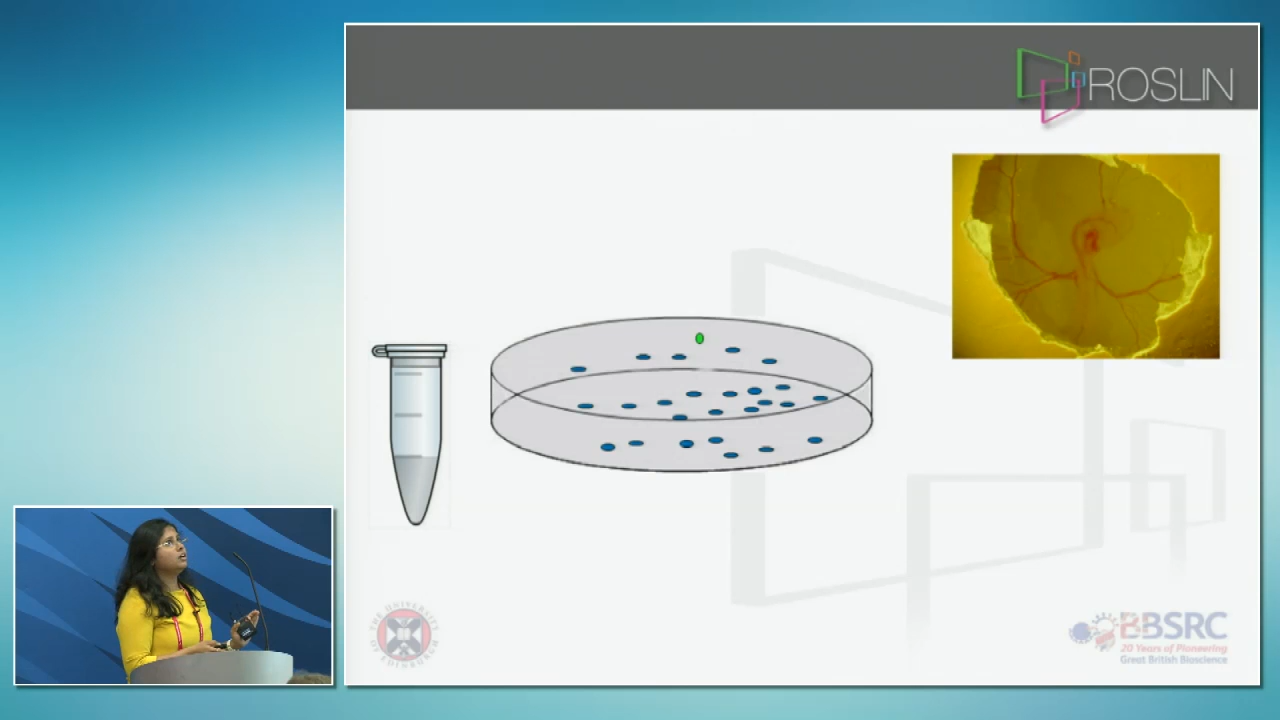 ROSLIN
THE UNIVERSITY
OF EDINBURGH
BBSRC
20 Years of Pioneering
Great British Bioscience